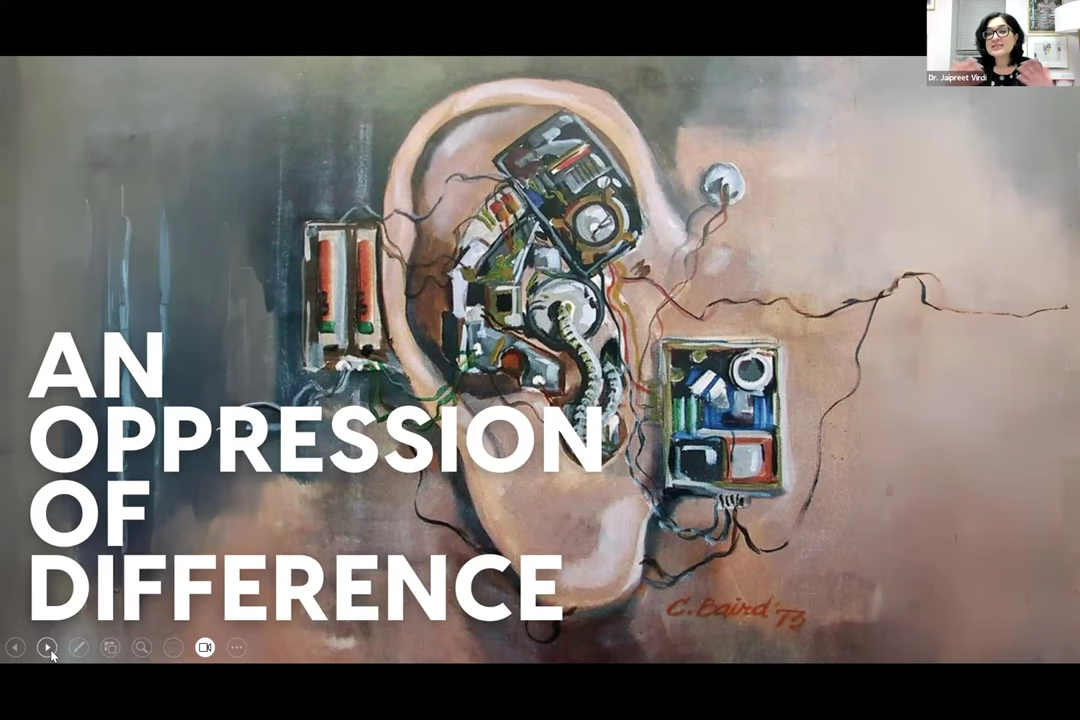 Dr. Jaipreet Virdi
AN
OPPRESSION
OF
DIFFERENCE
C. Baird '73